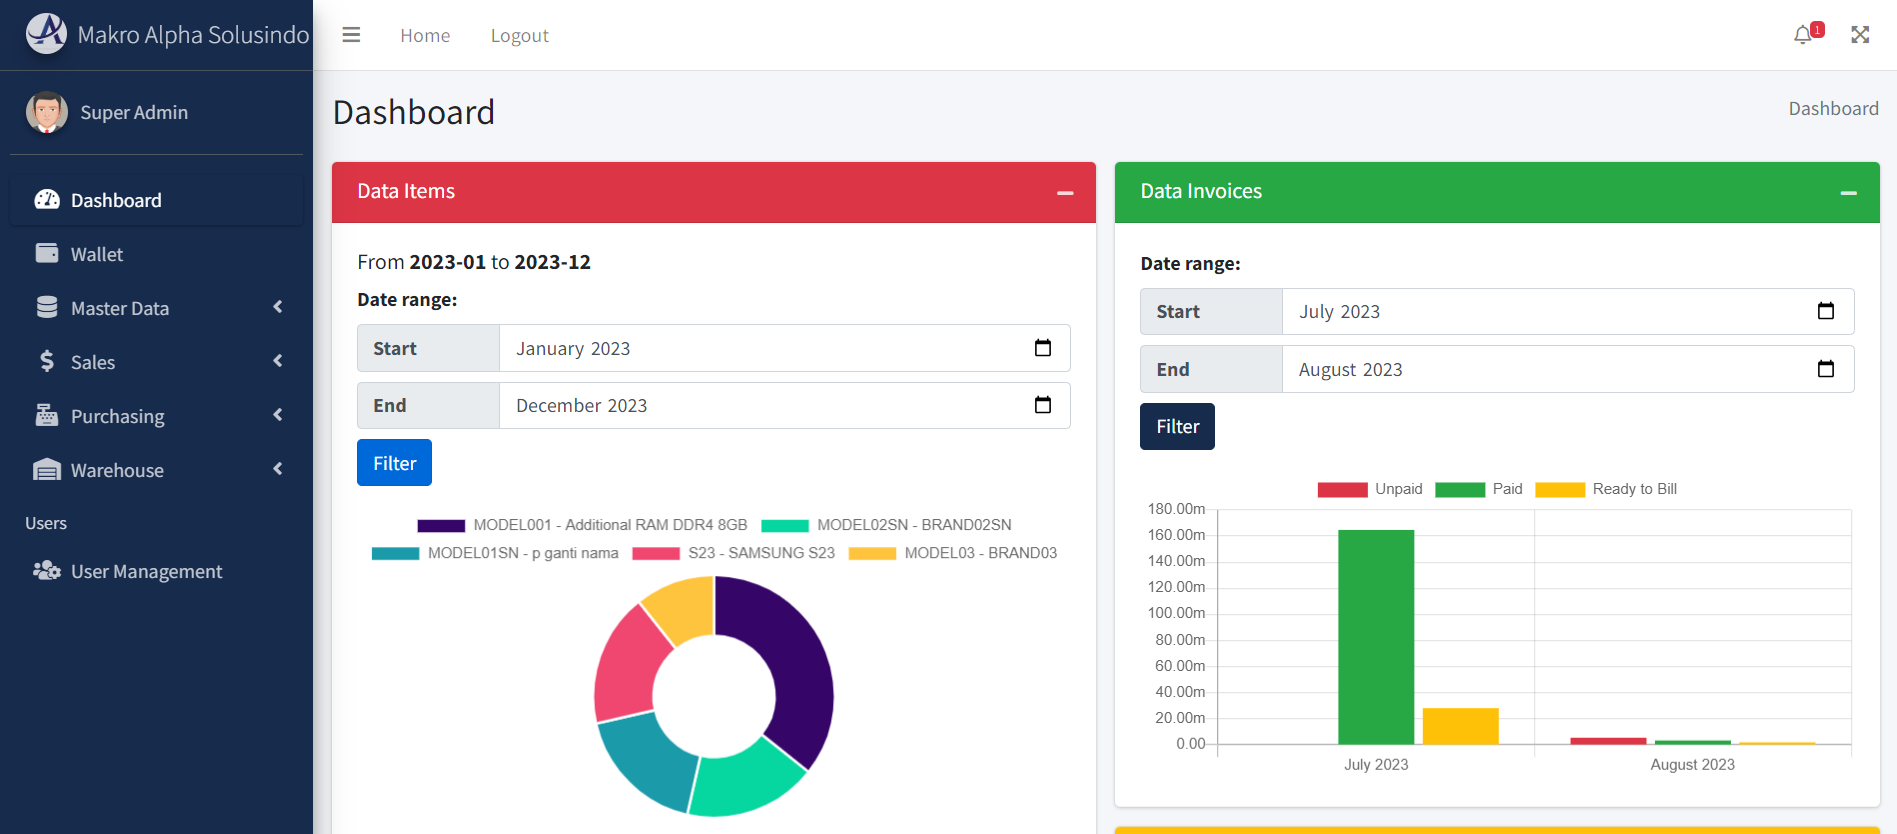 Makro Alpha Solusindo
Home
Logout
1
Super Admin
Dashboard
Wallet
Master Data
Sales
Purchasing
Warehouse
Users
User Management
Dashboard
Dashboard
Data Items
From 2023-01 to 2023-12
Date range:
Start
January 2023
End
December 2023
Filter
MODEL001 - Additional RAM DDR4 8GB
MODEL02SN - BRAND02SN
MODEL01SN - p ganti nama
S23 - SAMSUNG S23
MODEL03 - BRAND03
Data Invoices
Date range:
Start
July 2023
End
August 2023
Filter
Unpaid
Paid
Ready to Bill
180.00m
160.00m
140.00m
120.00m
100.00m
80.00m
60.00m
40.00m
20.00m
0.00
July 2023
August 2023